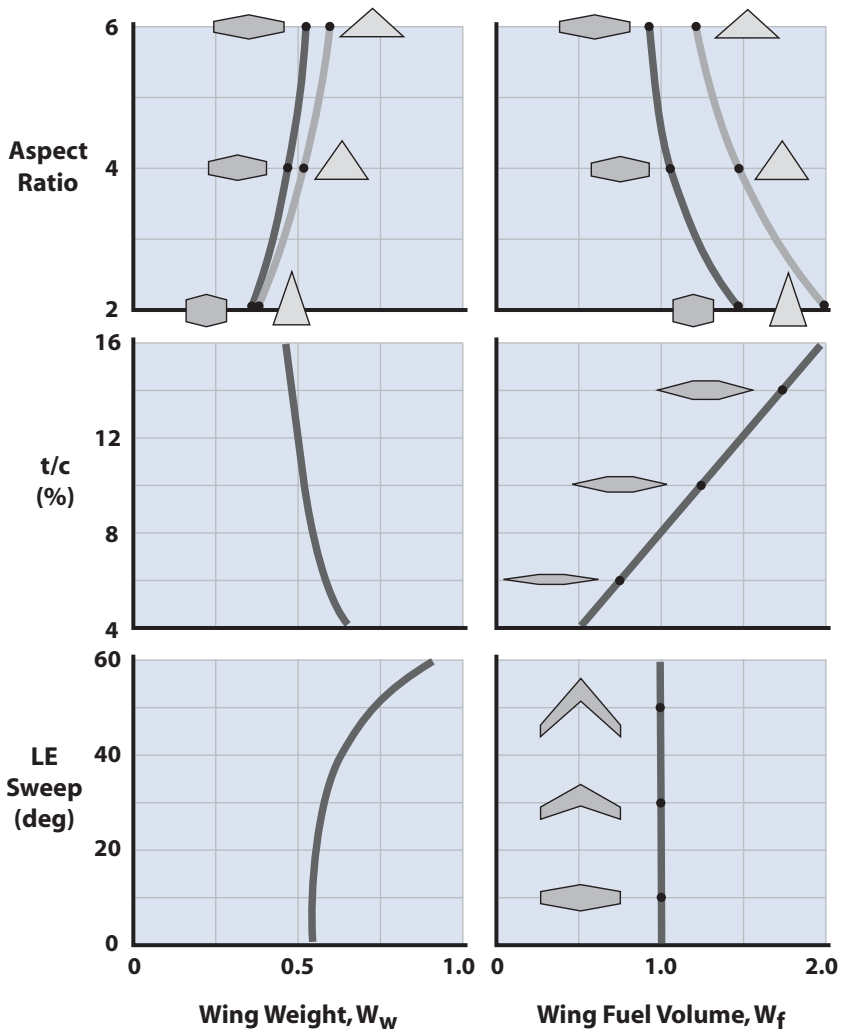 6
Aspect
Ratio
4
2
16
12
t/c
(%)
8
4
60
LE
Sweep
(deg)
40
20
0
0 0.5 1.0
0 1.0 2.0
Wing Weight, Ww
Wing Fuel Volume, Wf